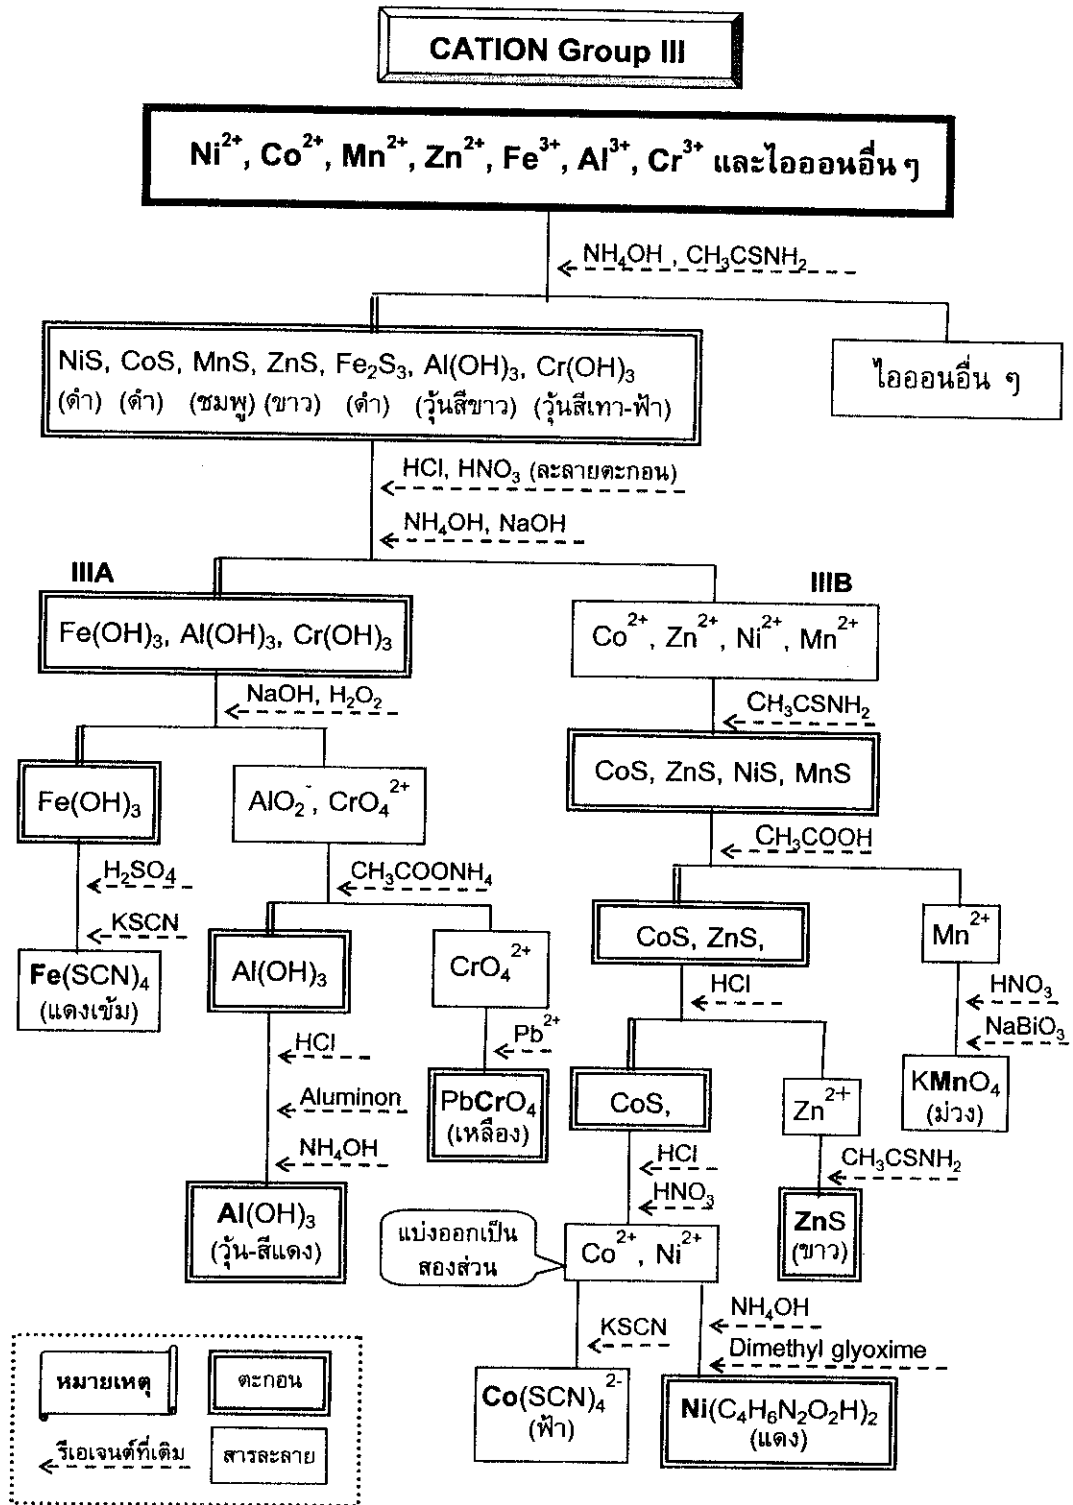 CATION Group III
Ni²⁺, Co²⁺, Mn²⁺, Zn²⁺, Fe³⁺, Al³⁺, Cr³⁺ และไอออนอื่น ๆ
NH₄OH , CH₃CSNH₂
NiS, CoS, MnS, ZnS, Fe₂S₃, Al(OH)₃, Cr(OH)₃
(ดำ) (ดำ) (ชมพู) (ขาว) (ดำ) (วุ้นสีขาว) (วุ้นสีเทา-ฟ้า)
ไอออนอื่น ๆ
HCl, HNO₃ (ละลายตะกอน)
NH₄OH, NaOH
IIIA
IIIB
Fe(OH)₃, Al(OH)₃, Cr(OH)₃
Co²⁺, Zn²⁺, Ni²⁺, Mn²⁺
NaOH, H₂O₂
CH₃CSNH₂
CoS, ZnS, NiS, MnS
Fe(OH)₃
AlO₂⁻, CrO₄²⁺
CH₃COOH
H₂SO₄
CH₃COONH₄
KSCN
CoS, ZnS,
Mn²⁺
Fe(SCN)₄
(แดงเข้ม)
Al(OH)₃
CrO₄²⁺
HCl
HNO₃
NaBiO₃
HCl
Pb²⁺
Aluminon
PbCrO₄
(เหลือง)
CoS,
Zn²⁺
KMnO₄
(ม่วง)
NH₄OH
HCl
HNO₃
CH₃CSNH₂
Al(OH)₃
(วุ้น-สีแดง)
แบ่งออกเป็น
สองส่วน
Co²⁺, Ni²⁺
ZnS
(ขาว)
KSCN
NH₄OH
Dimethyl glyoxime
Co(SCN)₄²⁻
(ฟ้า)
Ni(C₄H₆N₂O₂H)₂
(แดง)
หมายเหตุ
ตะกอน
รีเอเจนต์ที่เติม
สารละลาย